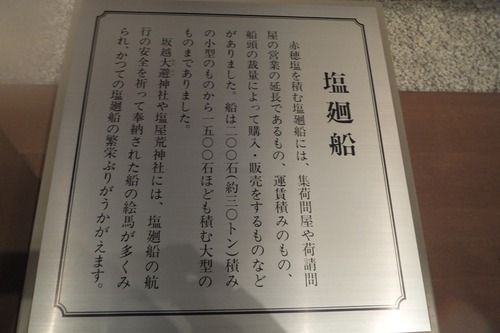 塩廻船
赤穂塩を積む塩廻船には、集荷問屋や荷請問
屋の営業の延長であるもの、運賃積みのもの、
船頭の裁量によって購入・販売をするものなど
がありました。船は二〇〇石(約三〇トン)積み
の小型のものから一五〇〇石ほども積む大型の
ものまでありました。
坂越大避神社や塩屋荒神社には、塩廻船の航
行の安全を祈って奉納された船の絵馬が多くみ
られ、かつての塩廻船の繁栄ぶりがうかがえます。